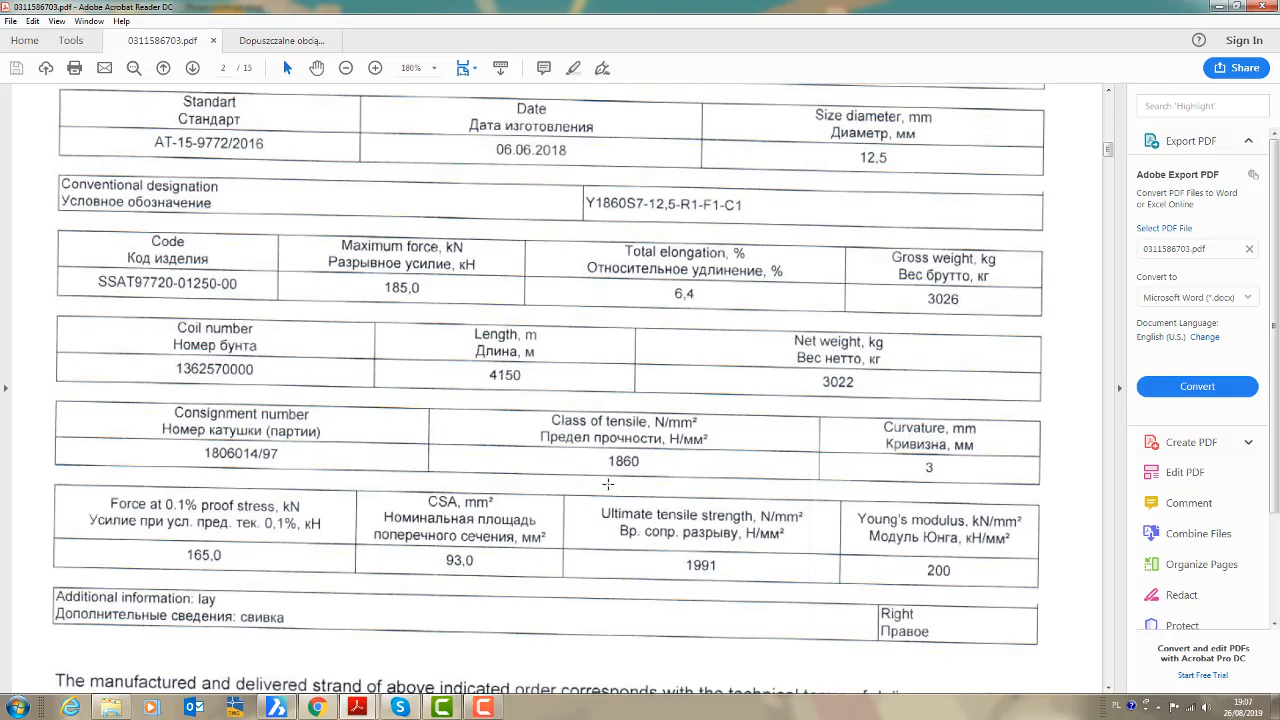 0311586703.pdf - Adobe Acrobat Reader DC
File Edit View Window Help
Home Tools 0311586703.pdf × Dopuszczalne obcią... Sign In
2 / 15 180% Share
Standart
Стандарт
Date
Дата изготовления
Size diameter, mm
Диаметр, мм
АТ-15-9772/2016
06.06.2018
12,5
Conventional designation
Условное обозначение
Y1860S7-12,5-R1-F1-C1
Code
Код изделия
Maximum force, kN
Разрывное усилие, кН
Total elongation, %
Относительное удлинение, %
Gross weight, kg
Вес брутто, кг
SSAT97720-01250-00
185,0
6,4
3026
Coil number
Номер бунта
Length, m
Длина, м
Net weight, kg
Вес нетто, кг
1362570000
4150
3022
Consignment number
Номер катушки (партии)
Class of tensile, N/mm²
Предел прочности, Н/мм²
Curvature, mm
Кривизна, мм
1806014/97
1860
3
Force at 0.1% proof stress, kN
Усилие при усл. пред. тек. 0,1%, кН
CSA, mm²
Номинальная площадь
поперечного сечения, мм²
Ultimate tensile strength, N/mm²
Вр. сопр. разрыву, Н/мм²
Young's modulus, kN/mm²
Модуль Юнга, кН/мм²
165,0
93,0
1991
200
Additional information: lay
Дополнительные сведения: свивка
Right
Правое
The manufactured and delivered strand of above indicated order corresponds with the technical terms of
Search 'Highlight'
Export PDF
Adobe Export PDF
Convert PDF Files to Word
or Excel Online
Select PDF File
0311586703.pdf
Convert to
Microsoft Word (*.docx)
Document Language:
English (U.S.) Change
Convert
Create PDF
Edit PDF
Comment
Combine Files
Organize Pages
Redact
Protect
Convert and edit PDFs
with Acrobat Pro DC
Start Free Trial
PL
19:07
26/08/2019